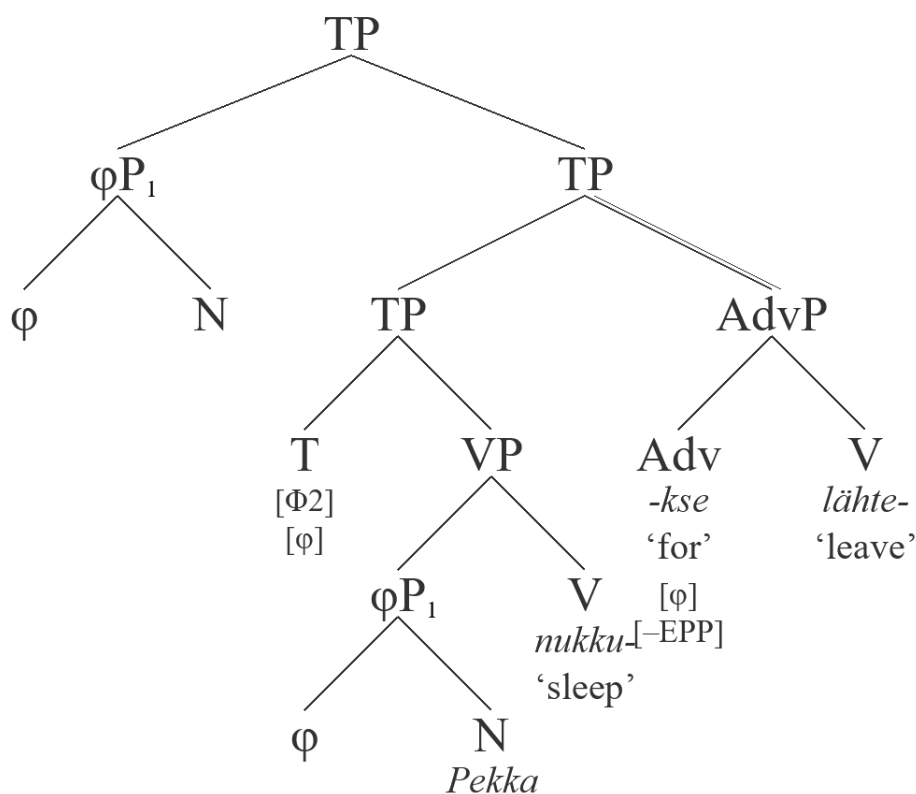 TP
φP₁ TP
φ N TP AdvP
T VP Adv V
[Φ2] -kse lähte-
[φ] ‘for’ ‘leave’
φP₁ V [φ]
nukku- [–EPP]
‘sleep’
φ N
Pekka